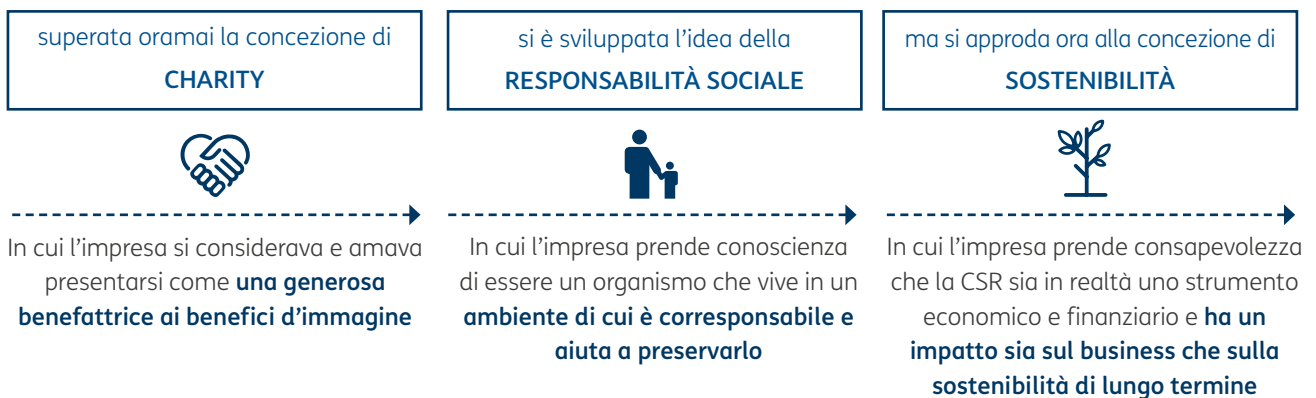 superata oramai la concezione di
CHARITY
In cui l'impresa si considerava e amava
presentarsi come una generosa
benefattrice ai benefici d'immagine
si è sviluppata l'idea della
RESPONSABILITÀ SOCIALE
In cui l'impresa prende conoscienza
di essere un organismo che vive in un
ambiente di cui è corresponsabile e
aiuta a preservarlo
ma si approda ora alla concezione di
SOSTENIBILITÀ
In cui l'impresa prende consapevolezza
che la CSR sia in realtà uno strumento
economico e finanziario e ha un
impatto sia sul business che sulla
sostenibilità di lungo termine